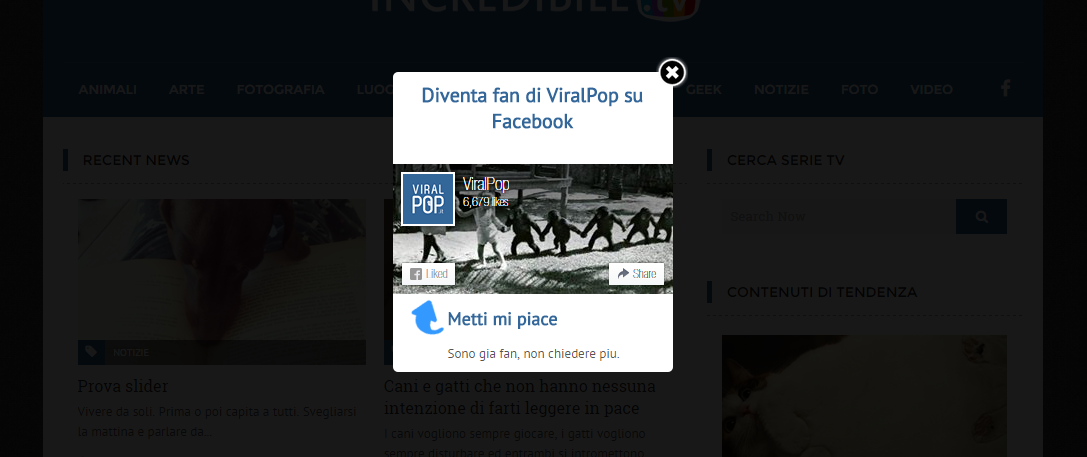 INCREDIBILE.tv
ANIMALI ARTE FOTOGRAFIA LUOG GEEK NOTIZIE FOTO VIDEO
Diventa fan di ViralPop su
Facebook
RECENT NEWS
CERCA SERIE TV
VIRAL
POP.it
ViralPop
6,679 likes
Search Now
Liked
Share
CONTENUTI DI TENDENZA
Metti mi piace
Sono gia fan, non chiedere piu.
NOTIZIE
Prova slider
Vivere da soli. Prima o poi capita a tutti. Svegliarsi
la mattina e parlare da...
Cani e gatti che non hanno nessuna
intenzione di farti leggere in pace
I cani vogliono sempre giocare, i gatti vogliono
sempre disturbare ed entrambi si intromettono